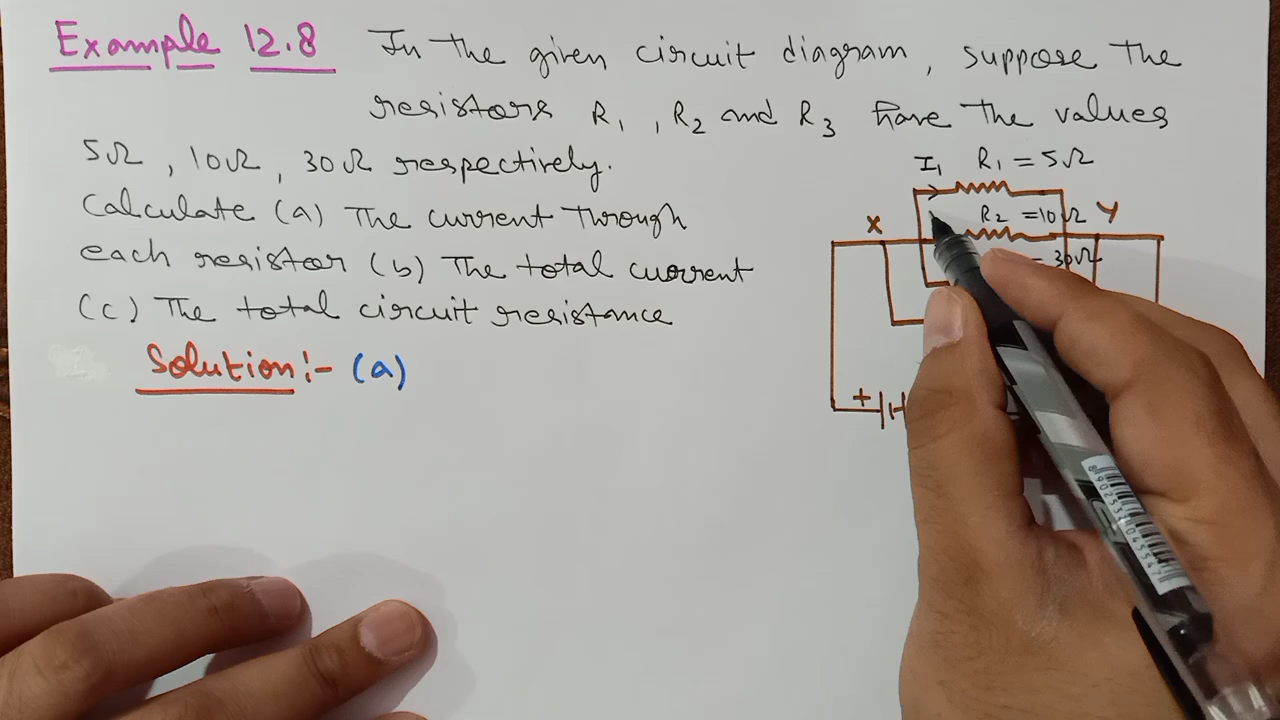 Example 12.8 In the given circuit diagram, suppose the
resistors R₁, R₂ and R₃ have the values
5Ω, 10Ω, 30Ω respectively.
Calculate (a) The current through
each resistor (b) The total current
(c) The total circuit resistance
Solution:- (a)
I₁ R₁ = 5Ω
X R₂ = 10Ω Y
= 30Ω
+